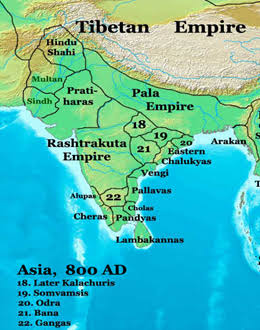 Tibetan Empire
Hindu
Shahi
Multan
Sindh
Prati-
haras
Pala
Empire
18
19
20
21
Rashtrakuta
Empire
Eastern
Chalukyas
Arakan
Vengi
Alupas
22
Pallavas
Cholas
Cheras
Pandyas
Lambakannas
Asia, 800 AD
18. Later Kalachuris
19. Somvamsis
20. Odra
21. Bana
22. Gangas